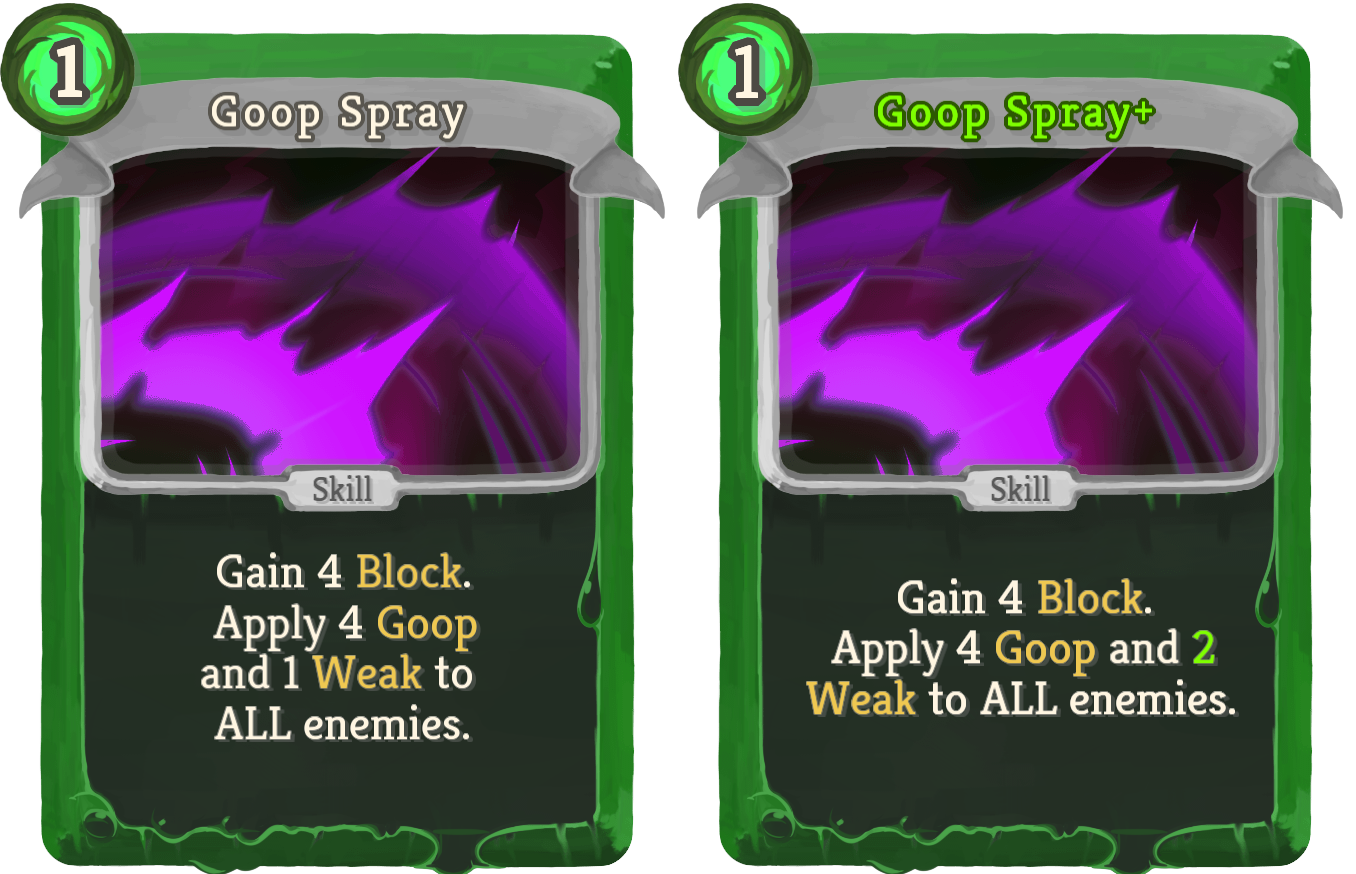 1
Goop Spray
Skill
Gain 4 Block.
Apply 4 Goop
and 1 Weak to
ALL enemies.
1
Goop Spray+
Skill
Gain 4 Block.
Apply 4 Goop and 2
Weak to ALL enemies.